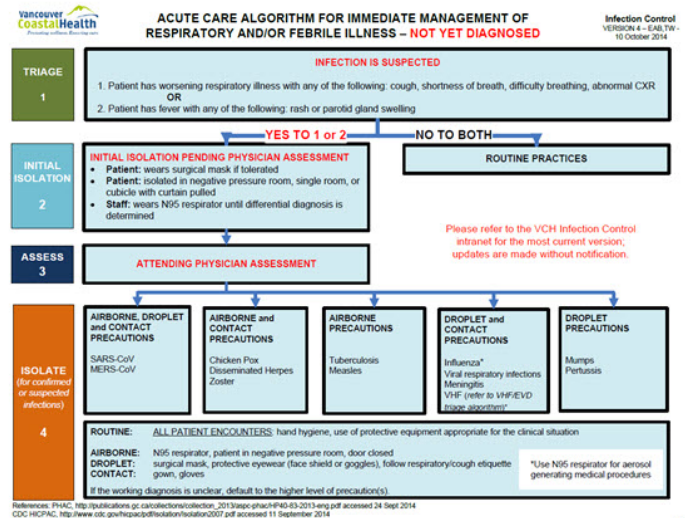 Vancouver
CoastalHealth
Promoting wellness. Ensuring care.
ACUTE CARE ALGORITHM FOR IMMEDIATE MANAGEMENT OF
RESPIRATORY AND/OR FEBRILE ILLNESS – NOT YET DIAGNOSED
Infection Control
VERSION 4 – EAB,TW -
10 October 2014
TRIAGE
1
INFECTION IS SUSPECTED
1. Patient has worsening respiratory illness with any of the following: cough, shortness of breath, difficulty breathing, abnormal CXR
OR
2. Patient has fever with any of the following: rash or parotid gland swelling
YES TO 1 or 2
NO TO BOTH
INITIAL
ISOLATION
2
INITIAL ISOLATION PENDING PHYSICIAN ASSESSMENT
• Patient: wears surgical mask if tolerated
• Patient: isolated in negative pressure room, single room, or
cubicle with curtain pulled
• Staff: wears N95 respirator until differential diagnosis is
determined
ROUTINE PRACTICES
Please refer to the VCH Infection Control
intranet for the most current version;
updates are made without notification.
ASSESS
3
ATTENDING PHYSICIAN ASSESSMENT
ISOLATE
(for confirmed
or suspected
infections)
4
AIRBORNE, DROPLET
and CONTACT
PRECAUTIONS
SARS-CoV
MERS-CoV
AIRBORNE and
CONTACT
PRECAUTIONS
Chicken Pox
Disseminated Herpes
Zoster
AIRBORNE
PRECAUTIONS
Tuberculosis
Measles
DROPLET and
CONTACT
PRECAUTIONS
Influenza*
Viral respiratory infections
Meningitis
VHF (refer to VHF/EVD
triage algorithm)*
DROPLET
PRECAUTIONS
Mumps
Pertussis
ROUTINE: ALL PATIENT ENCOUNTERS: hand hygiene, use of protective equipment appropriate for the clinical situation
AIRBORNE: N95 respirator, patient in negative pressure room, door closed
DROPLET: surgical mask, protective eyewear (face shield or goggles), follow respiratory/cough etiquette
CONTACT: gown, gloves
If the working diagnosis is unclear, default to the higher level of precaution(s).
*Use N95 respirator for aerosol
generating medical procedures
References: PHAC, http://publications.gc.ca/collections/collection_2013/aspc-phac/HP40-83-2013-eng.pdf accessed 24 Sept 2014
CDC HICPAC, http://www.cdc.gov/hicpac/pdf/isolation/Isolation2007.pdf accessed 11 September 2014